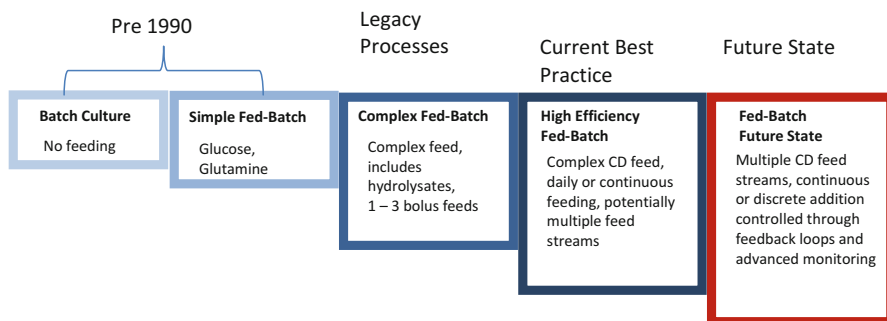 Pre 1990
Legacy
Processes
Current Best
Practice
Future State
Batch Culture
No feeding
Simple Fed-Batch
Glucose,
Glutamine
Complex Fed-Batch
Complex feed,
includes
hydrolysates,
1 – 3 bolus feeds
High Efficiency
Fed-Batch
Complex CD feed,
daily or continuous
feeding, potentially
multiple feed
streams
Fed-Batch
Future State
Multiple CD feed
streams, continuous
or discrete addition
controlled through
feedback loops and
advanced monitoring